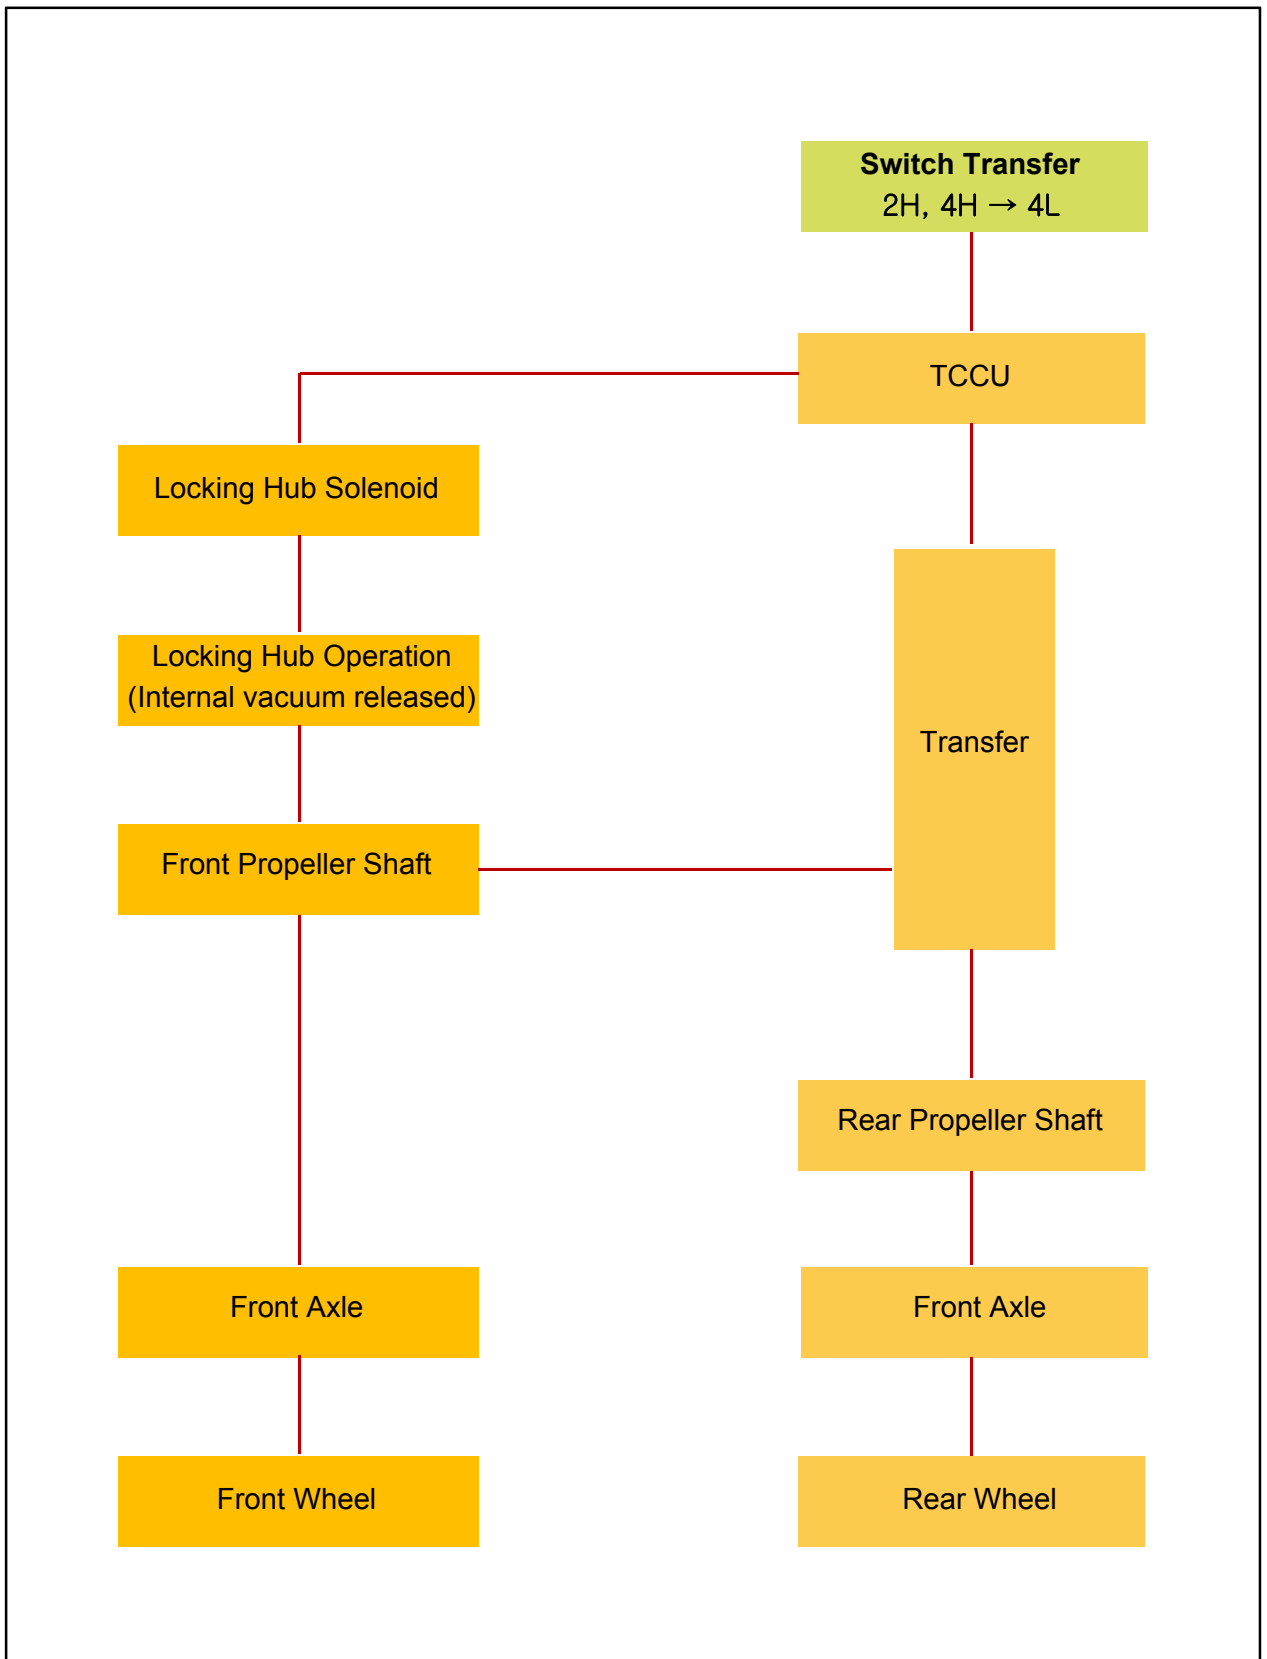 Switch Transfer
2H, 4H → 4L
TCCU
Locking Hub Solenoid
Locking Hub Operation
(Internal vacuum released)
Transfer
Front Propeller Shaft
Rear Propeller Shaft
Front Axle
Front Axle
Front Wheel
Rear Wheel